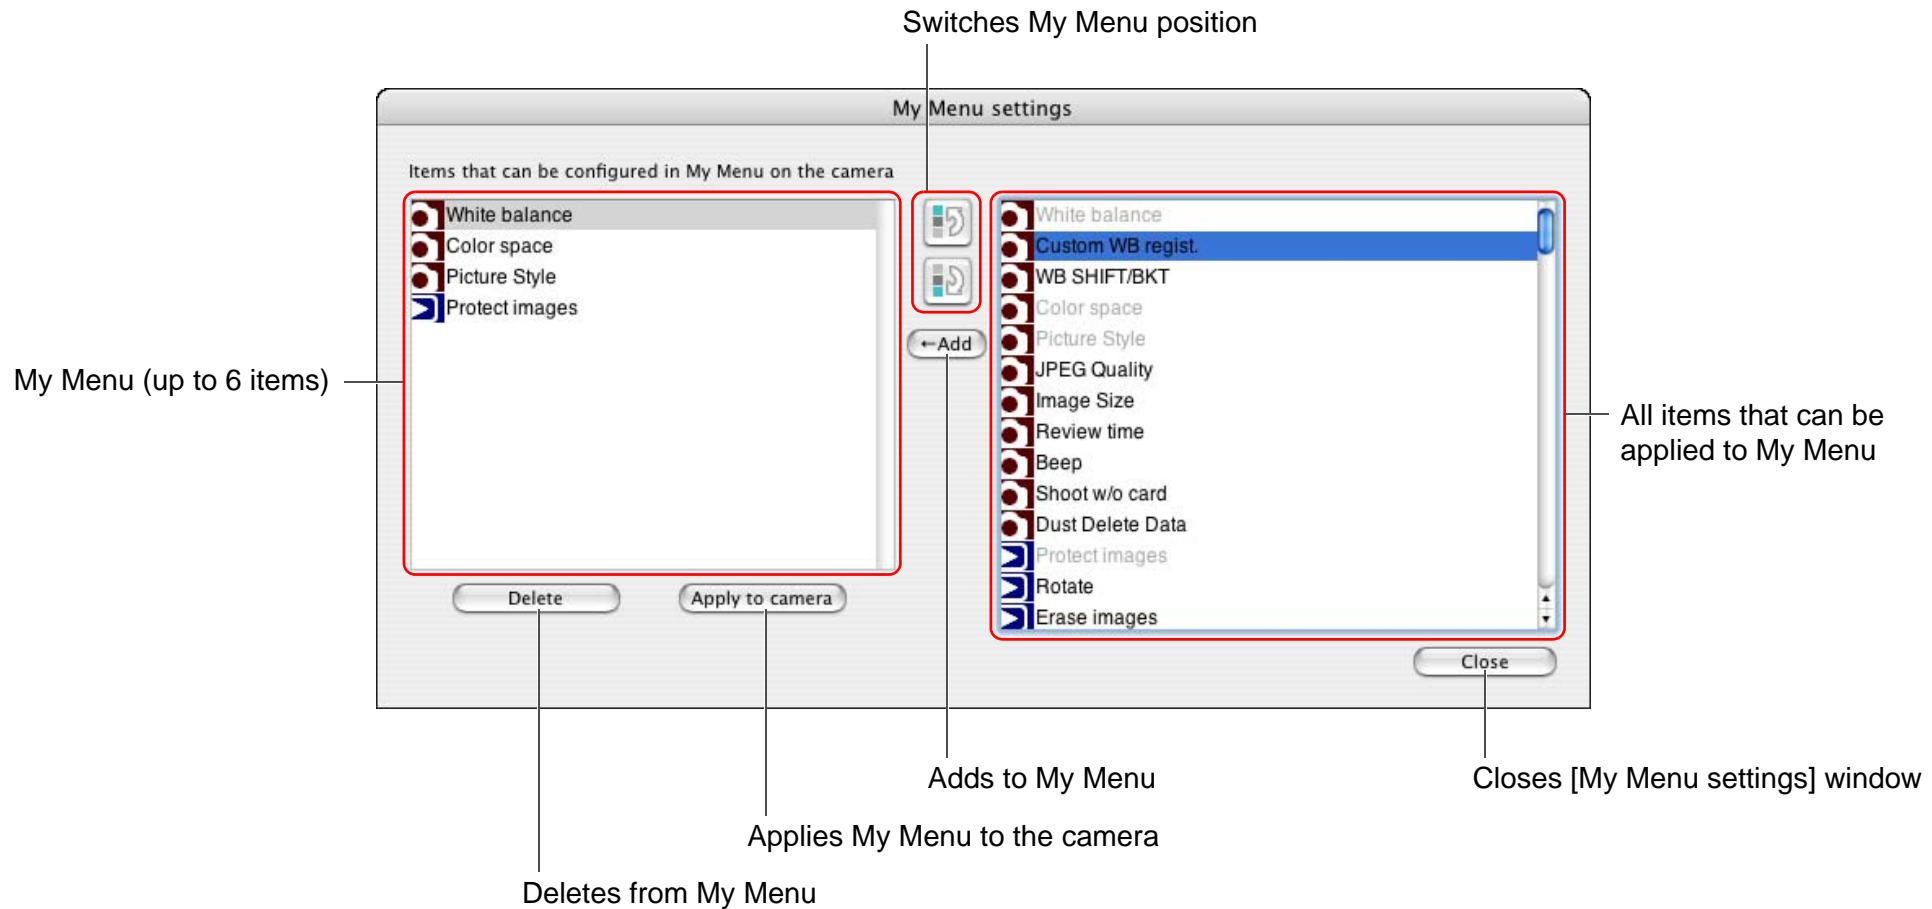 Switches My Menu position
My Menu settings
Items that can be configured in My Menu on the camera
White balance
Color space
Picture Style
Protect images
←Add
White balance
Custom WB regist.
WB SHIFT/BKT
Color space
Picture Style
JPEG Quality
Image Size
Review time
Beep
Shoot w/o card
Dust Delete Data
Protect images
Rotate
Erase images
My Menu (up to 6 items)
All items that can be
applied to My Menu
Delete
Apply to camera
Close
Adds to My Menu
Closes [My Menu settings] window
Applies My Menu to the camera
Deletes from My Menu